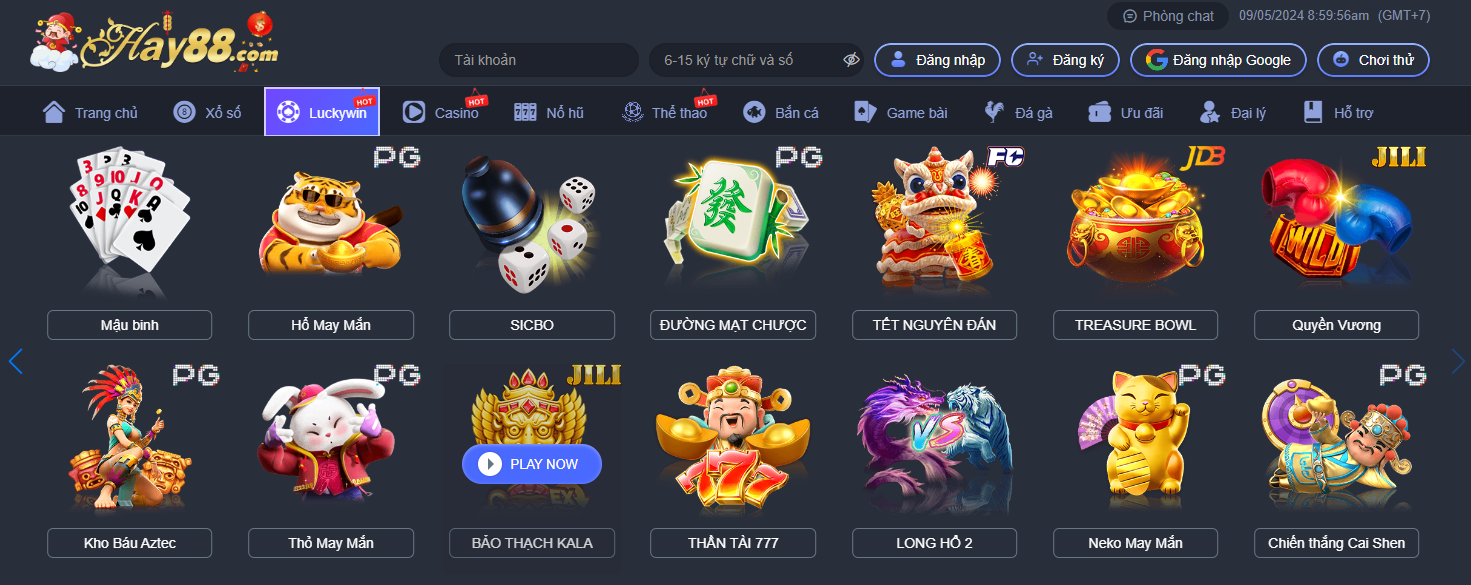 Hay88.com
Phòng chat
09/05/2024 8:59:56am (GMT+7)
Tài khoản
6-15 ký tự chữ và số
Đăng nhập
Đăng ký
Đăng nhập Google
Chơi thử
Trang chủ
Xổ số
Luckywin
HOT
Casino
HOT
Nổ hũ
Thể thao
HOT
Bắn cá
Game bài
Đá gà
Ưu đãi
Đại lý
Hỗ trợ
PG
PG
FC
JDB
JILI
發
WILD
Mậu binh
Hổ May Mắn
SICBO
ĐƯỜNG MẠT CHƯỢC
TẾT NGUYÊN ĐÁN
TREASURE BOWL
Quyền Vương
PG
PG
JILI
PG
PG
PLAY NOW
777
VS
Kho Báu Aztec
Thỏ May Mắn
BẢO THẠCH KALA
THẦN TÀI 777
LONG HỔ 2
Neko May Mắn
Chiến thắng Cai Shen